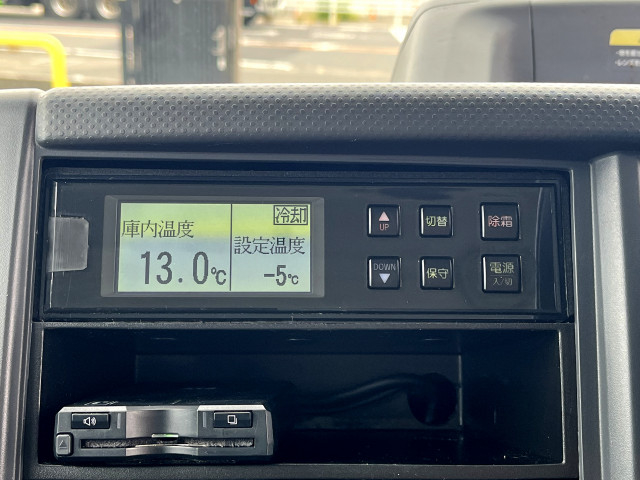 冷却
庫内温度
設定温度
13.0℃
-5℃
UP
切替
除霜
DOWN
保守
電源
入/切